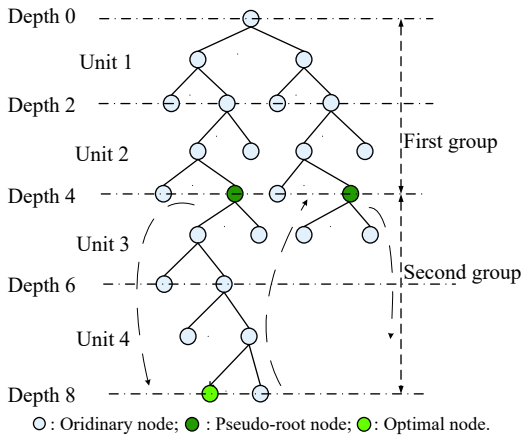 Depth 0
Unit 1
Depth 2
Unit 2
First group
Depth 4
Unit 3
Second group
Depth 6
Unit 4
Depth 8
: Oridinary node; : Pseudo-root node; : Optimal node.